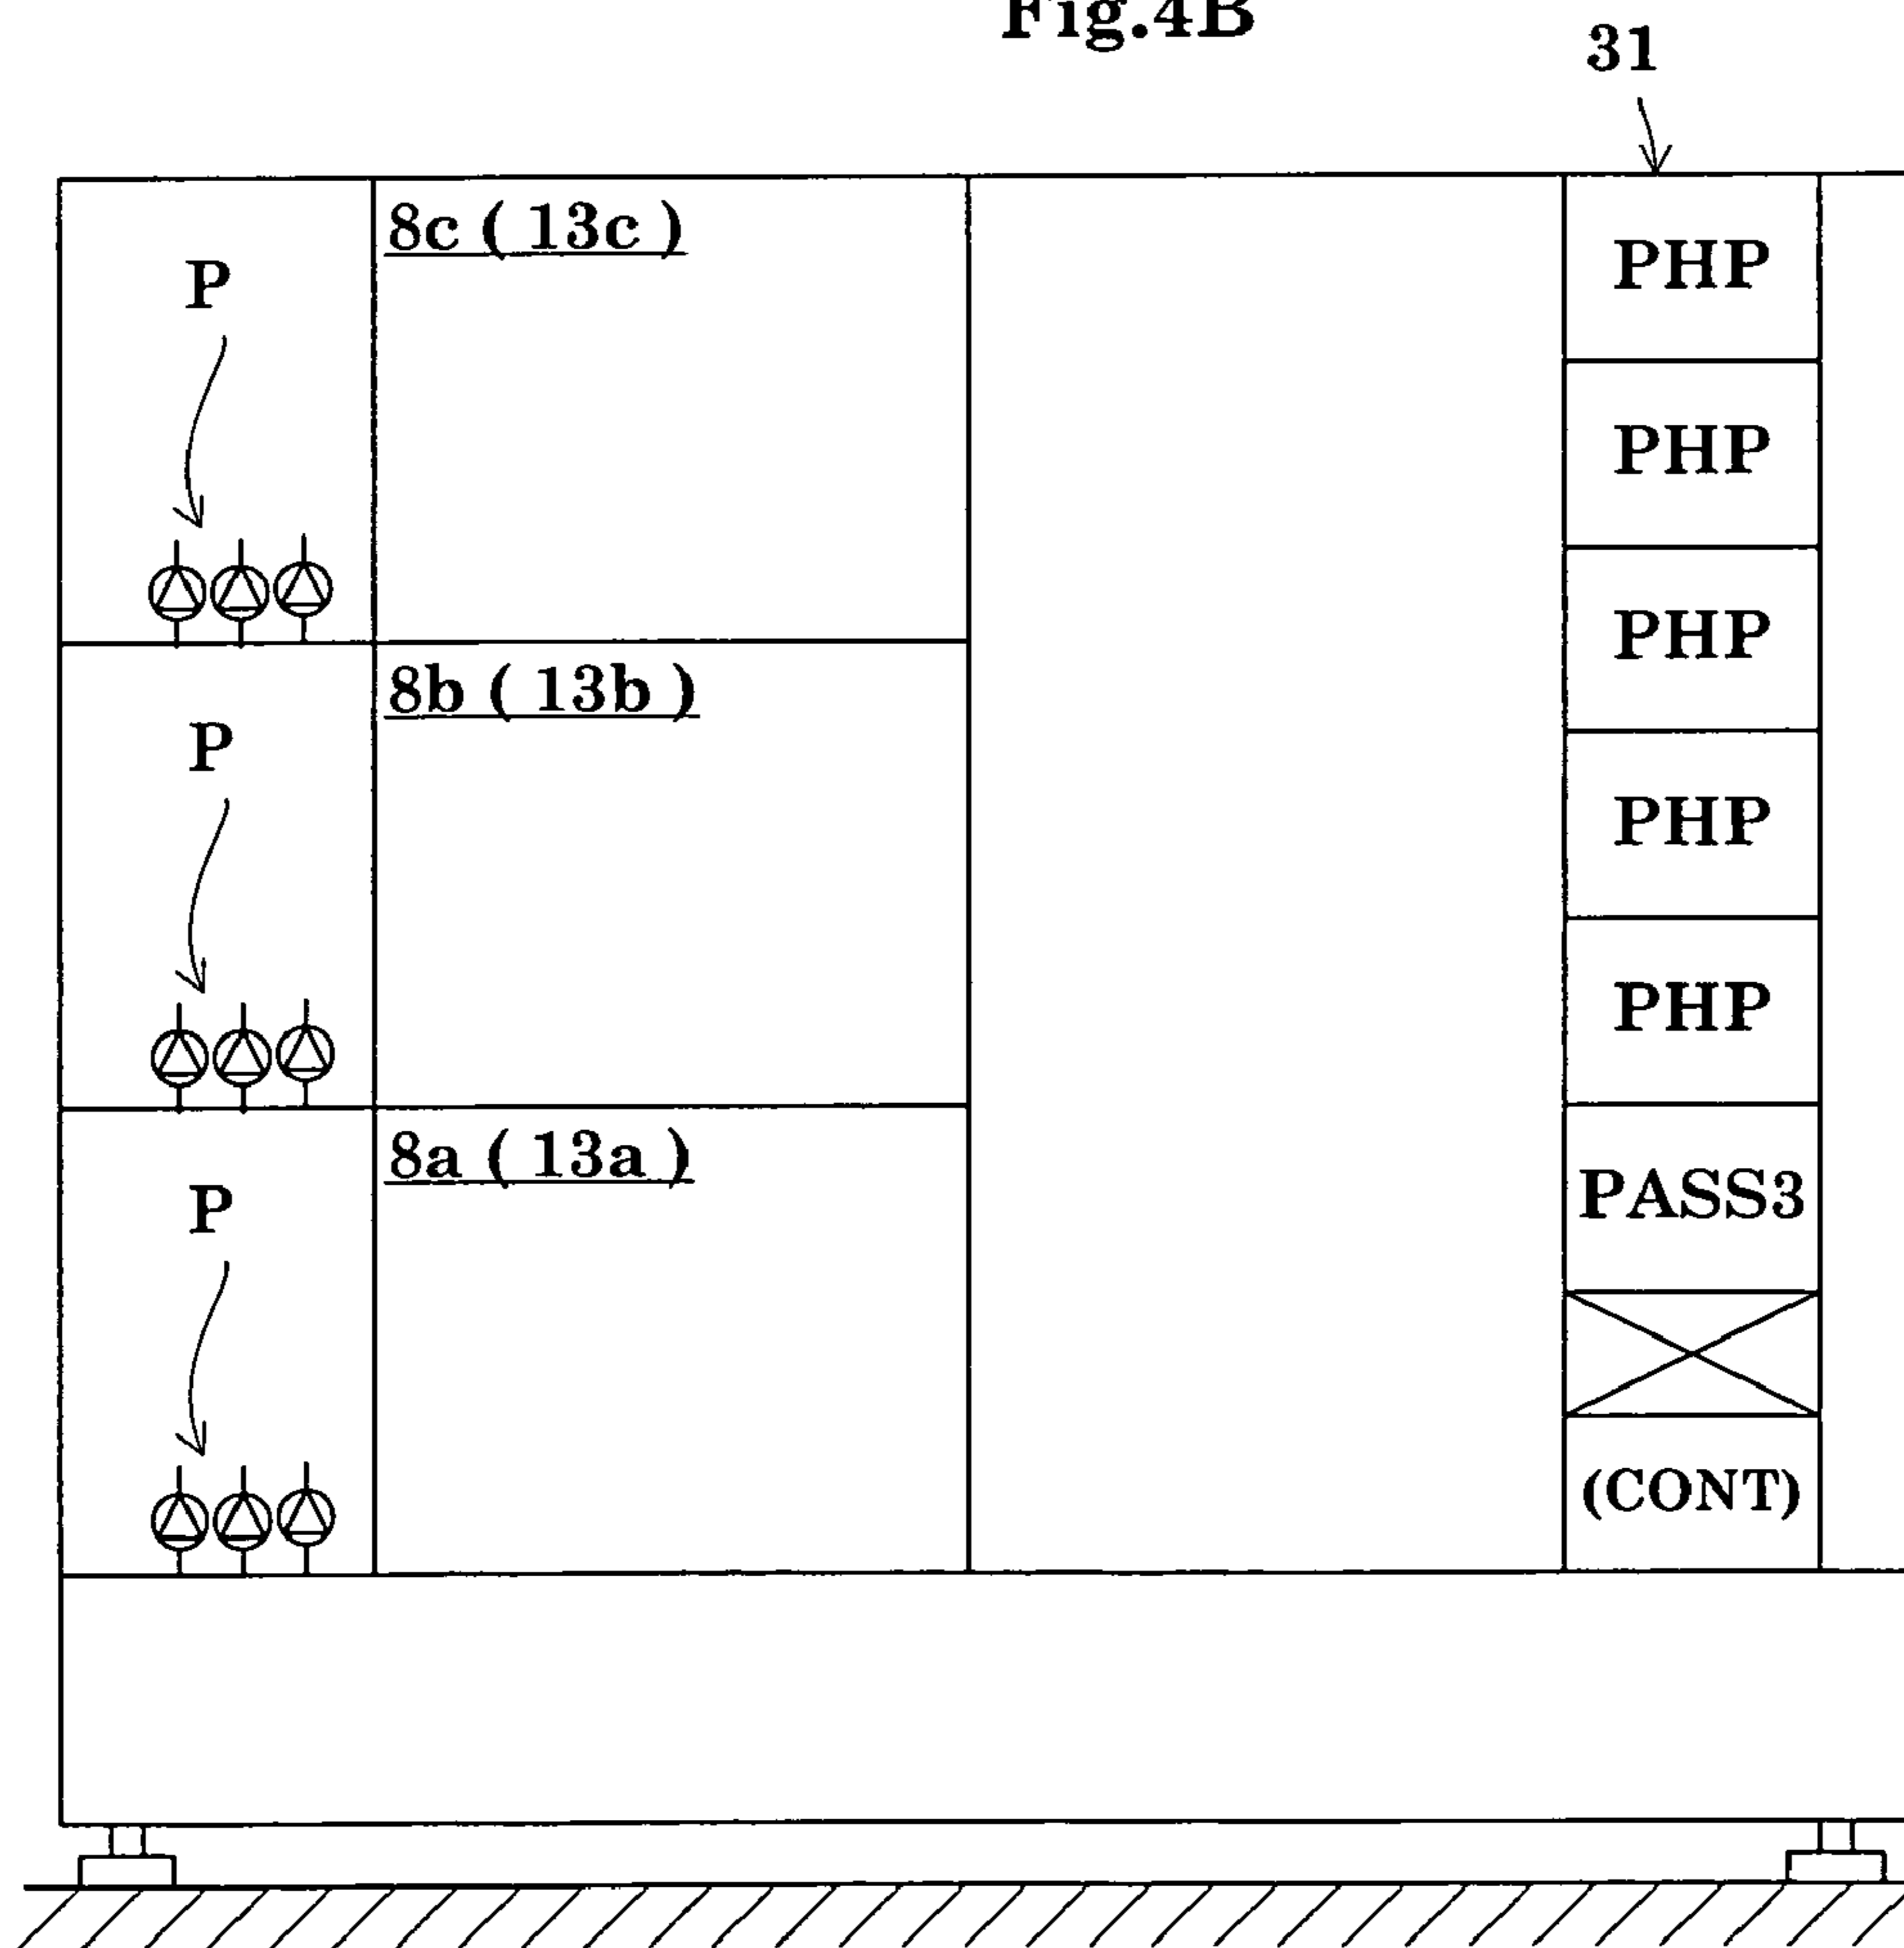 Fig.4B
31
8c ( 13c )
P
PHP
PHP
PHP
8b ( 13b )
P
PHP
PHP
8a ( 13a )
P
PASS3
(CONT)